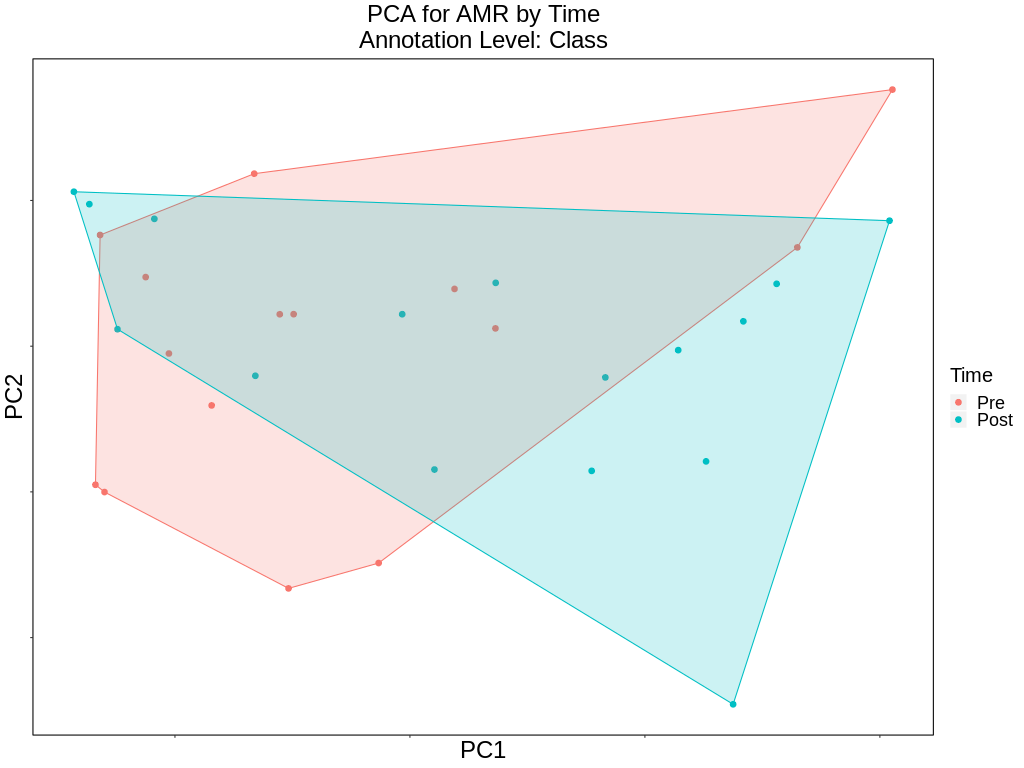 PCA for AMR by Time
Annotation Level: Class
PC2
PC1
Time
Pre
Post